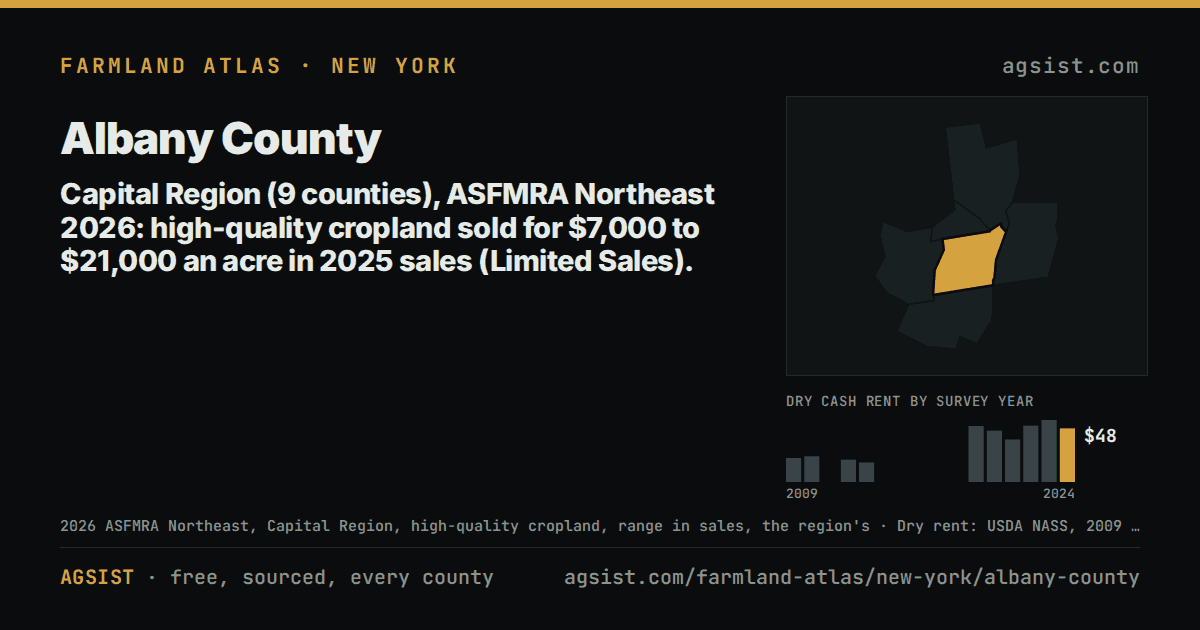 FARMLAND ATLAS · NEW YORK
agsist.com
Albany County
Capital Region (9 counties), ASFMRA Northeast
2026: high-quality cropland sold for $7,000 to
$21,000 an acre in 2025 sales (Limited Sales).
DRY CASH RENT BY SURVEY YEAR
$48
2009
2024
2026 ASFMRA Northeast, Capital Region, high-quality cropland, range in sales, the region's · Dry rent: USDA NASS, 2009 …
AGSIST · free, sourced, every county
agsist.com/farmland-atlas/new-york/albany-county